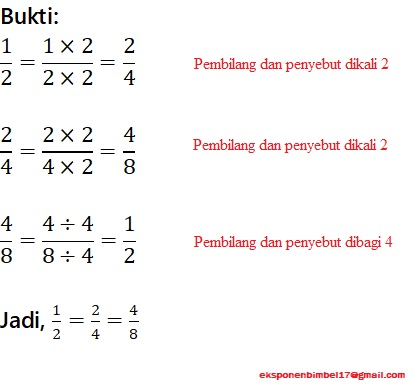 Bukti:
1/2 = (1 × 2)/(2 × 2) = 2/4 Pembilang dan penyebut dikali 2
2/4 = (2 × 2)/(4 × 2) = 4/8 Pembilang dan penyebut dikali 2
4/8 = (4 ÷ 4)/(8 ÷ 4) = 1/2 Pembilang dan penyebut dibagi 4
Jadi, 1/2 = 2/4 = 4/8
eksponenbimbel17@gmail.com